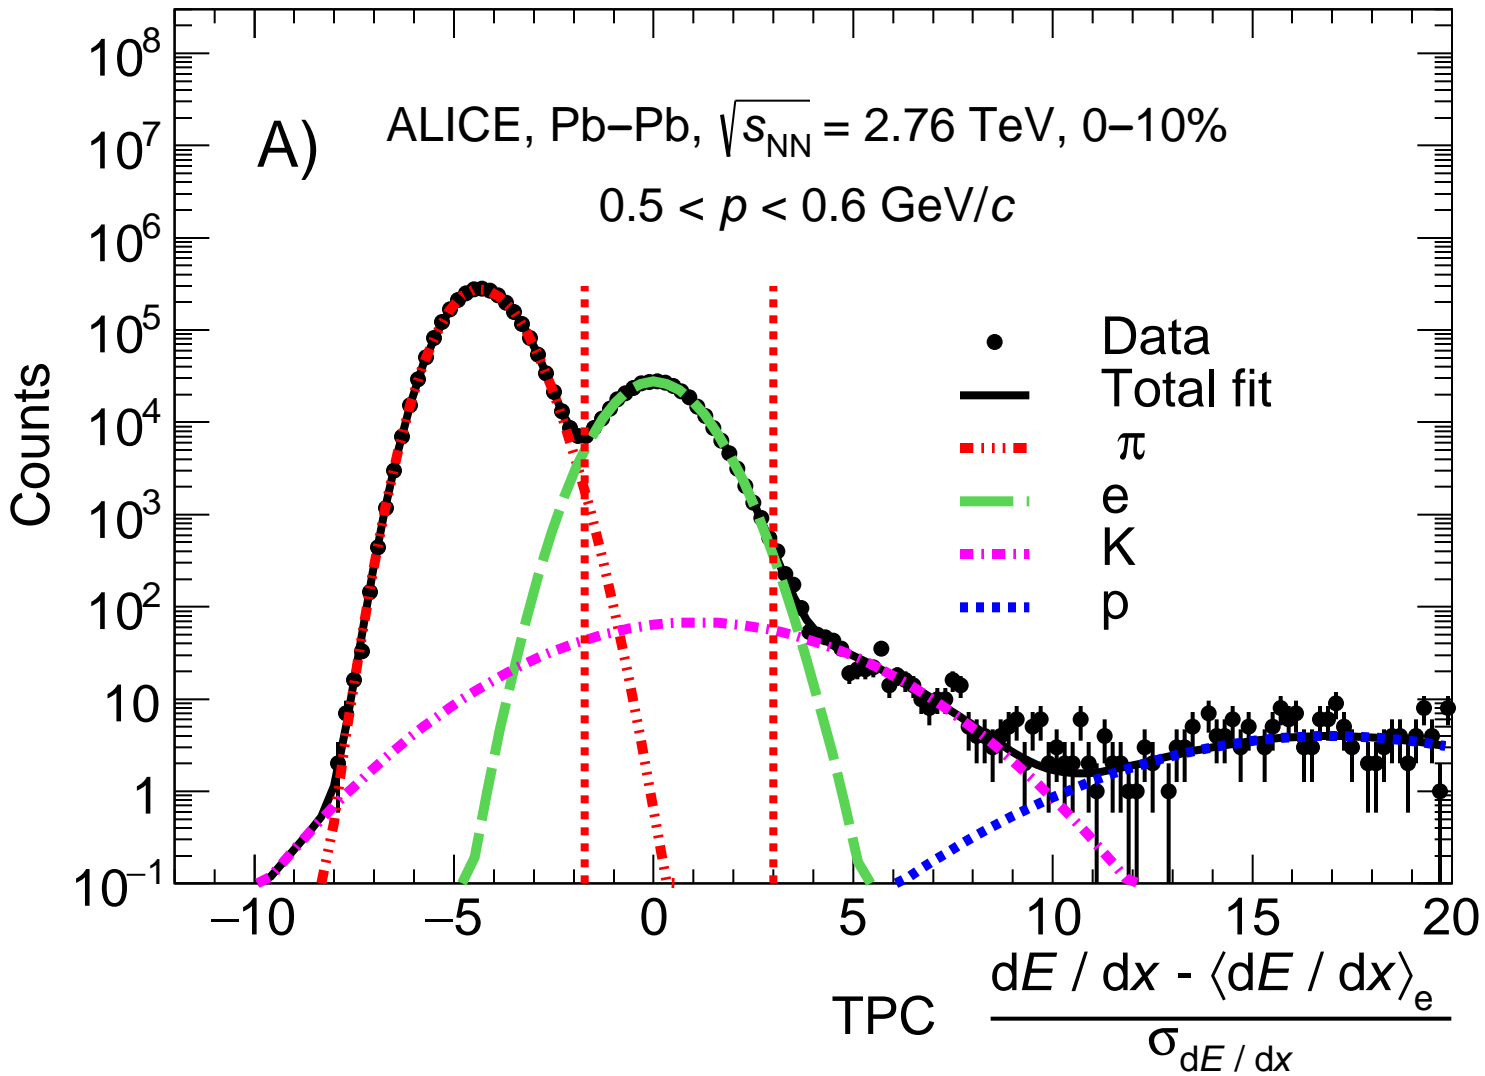 A) ALICE, Pb–Pb, √s_NN = 2.76 TeV, 0–10%
0.5 < p < 0.6 GeV/c
Counts
10^8
10^7
10^6
10^5
10^4
10^3
10^2
10
1
10^−1
Data
Total fit
π
e
K
p
−10 −5 0 5 10 15 20
TPC
dE / dx - ⟨dE / dx⟩_e
σ_dE / dx